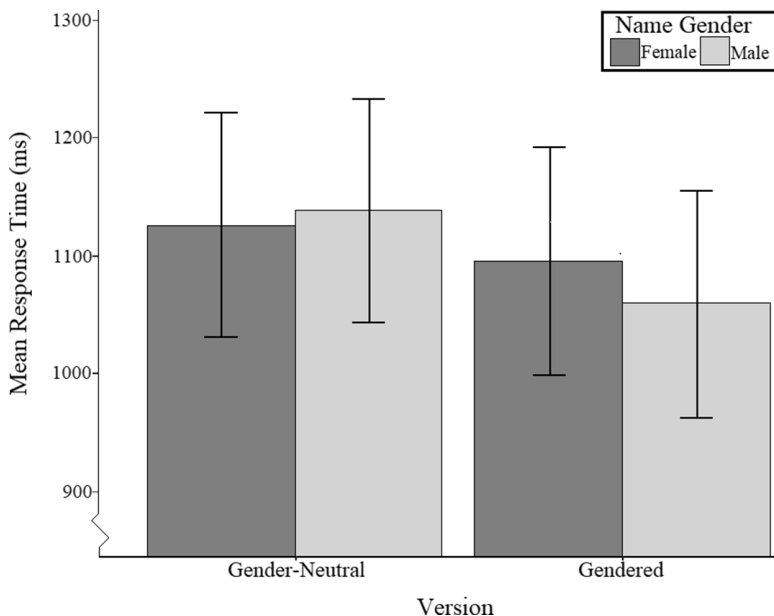 1300
Name Gender
Female Male
1200
1100
1000
900
Mean Response Time (ms)
Gender-Neutral Gendered
Version